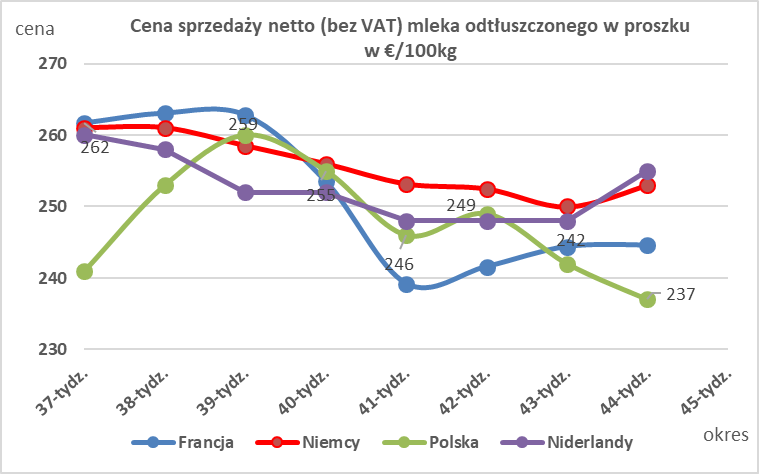 cena
Cena sprzedaży netto (bez VAT) mleka odtłuszczonego w proszku
w €/100kg
270
260
250
240
230
262
259
255
246
249
242
237
37-tydz.
38-tydz.
39-tydz.
40-tydz.
41-tydz.
42-tydz.
43-tydz.
44-tydz.
45-tydz.
okres
Francja
Niemcy
Polska
Niderlandy